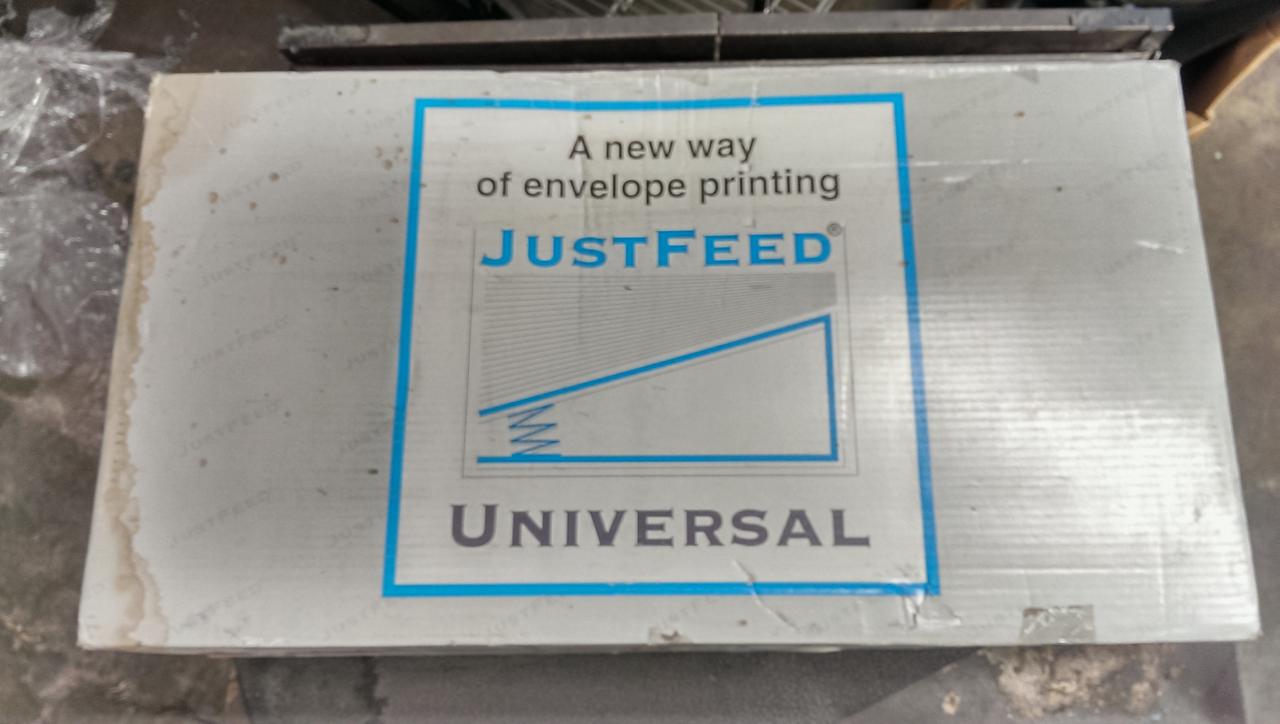 A new way
of envelope printing
JUSTFEED®
UNIVERSAL